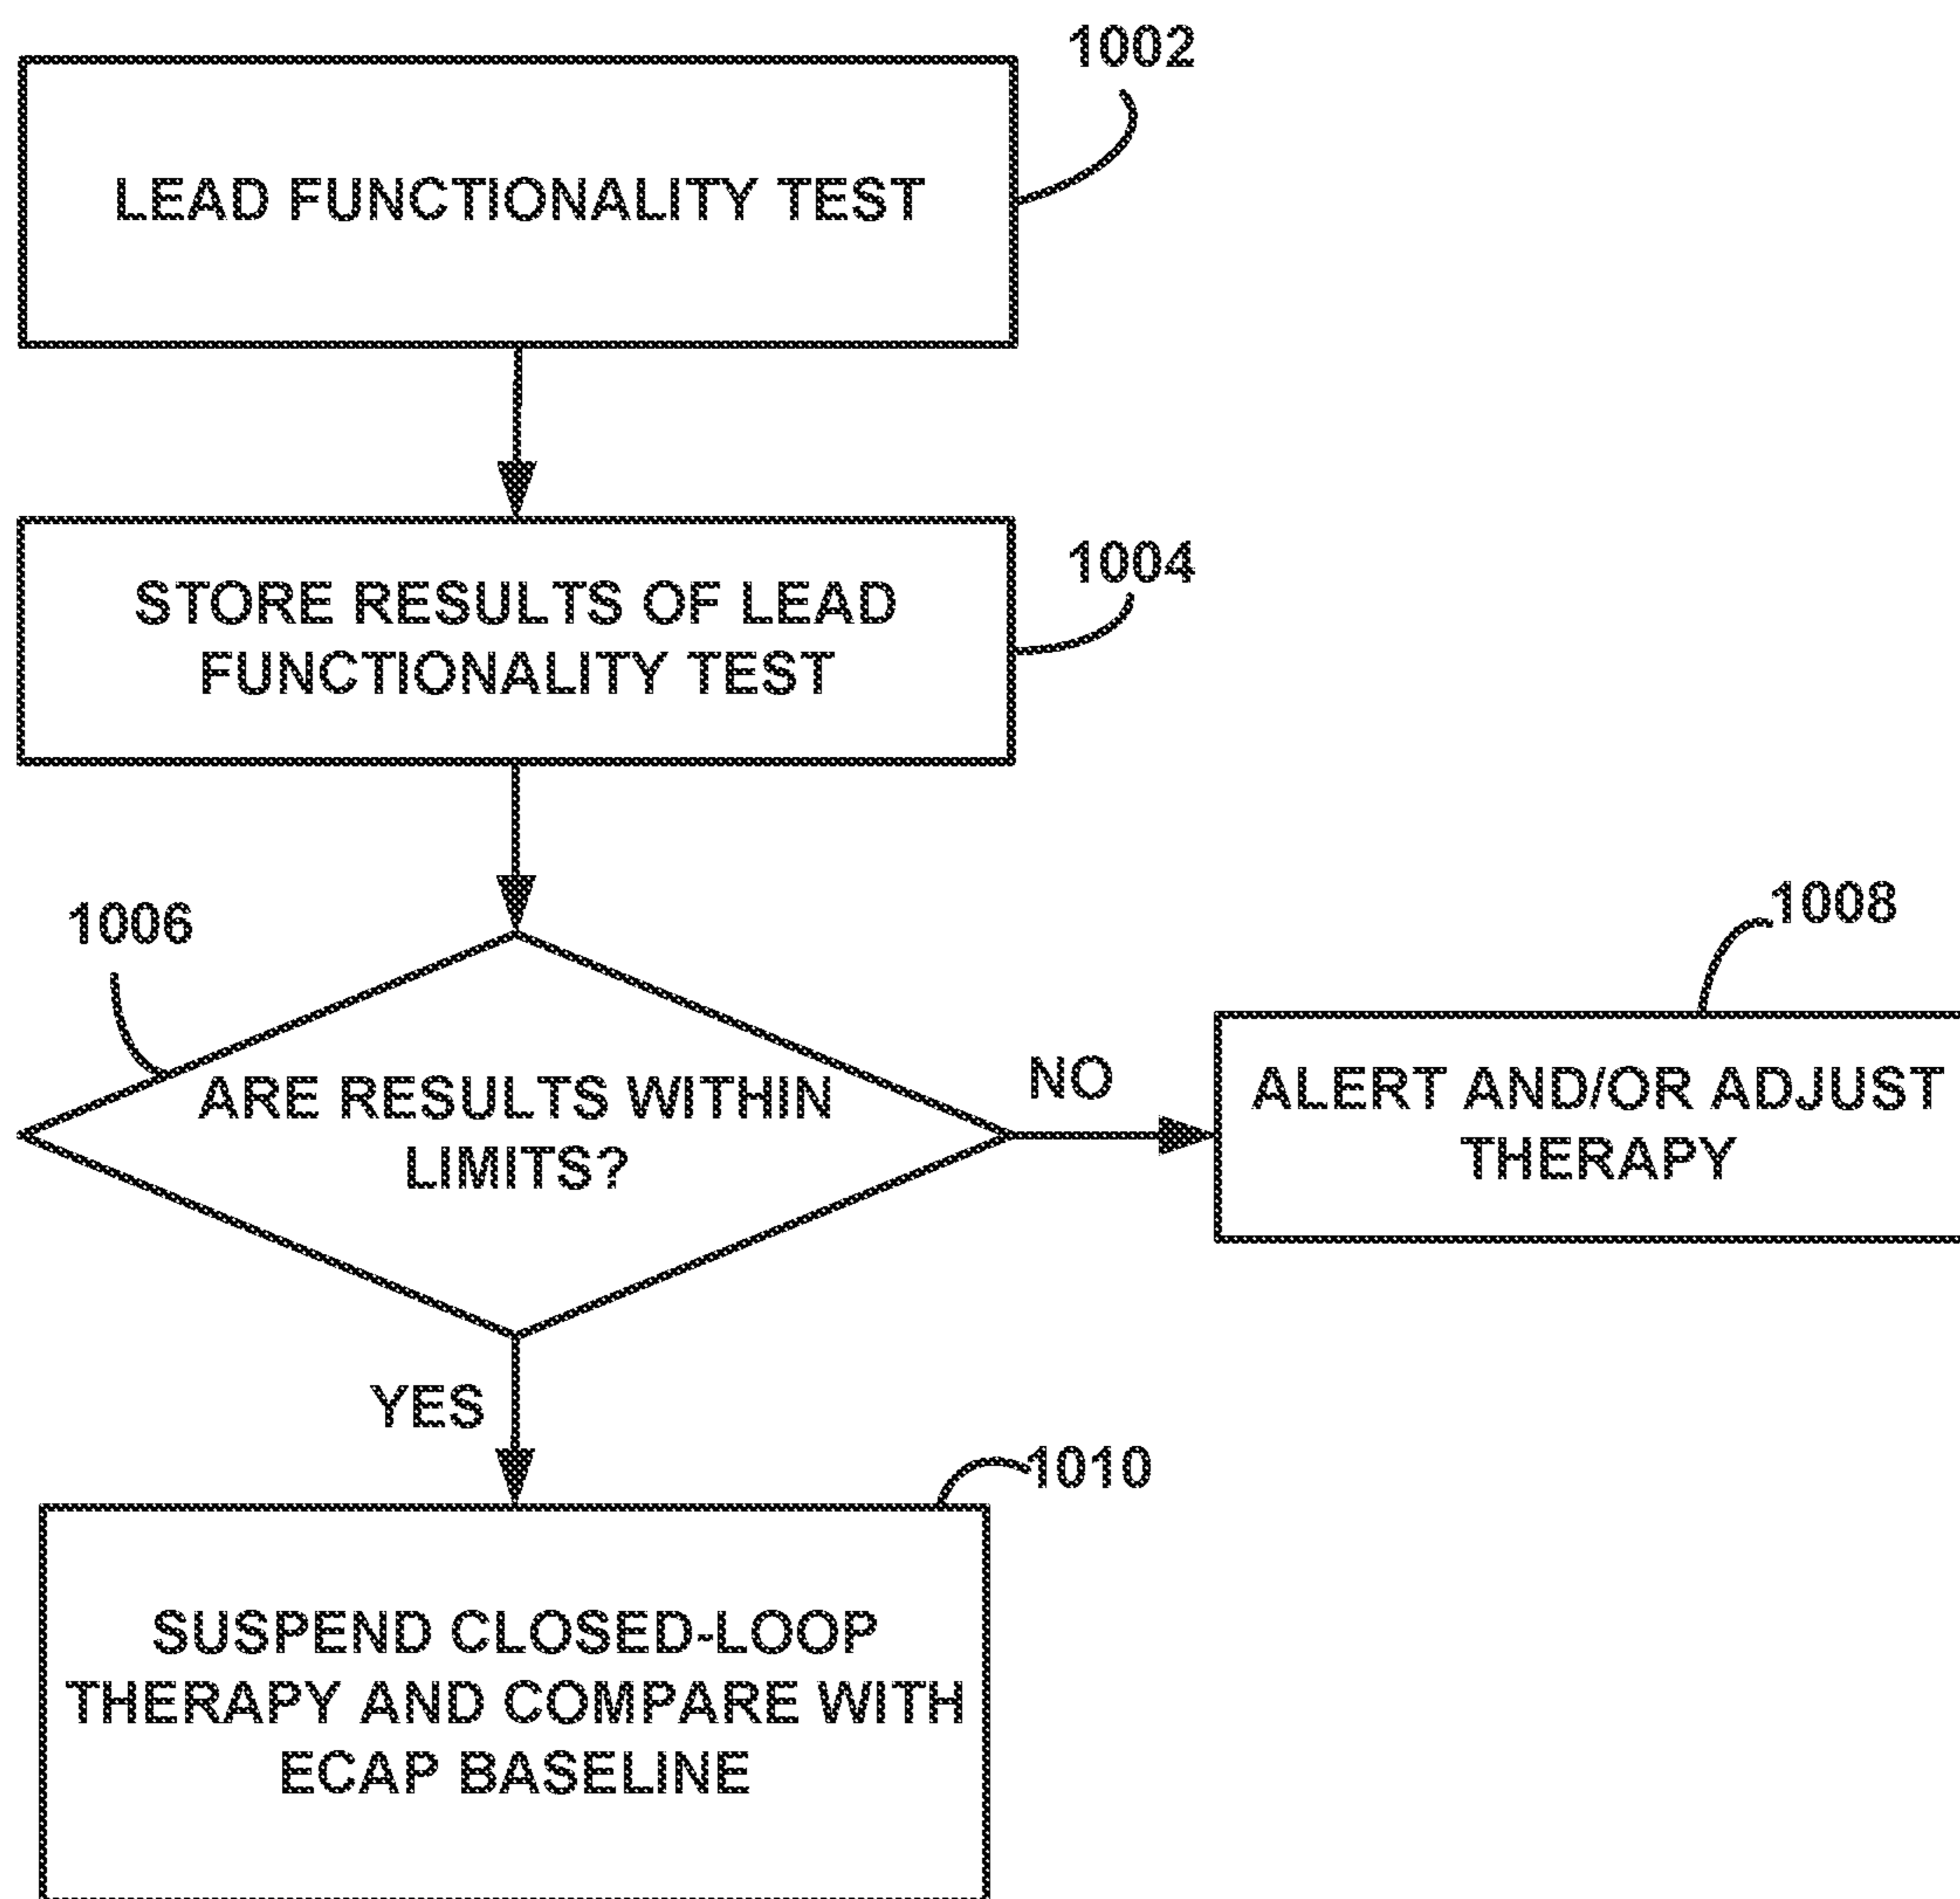 1002
LEAD FUNCTIONALITY TEST
1004
STORE RESULTS OF LEAD
FUNCTIONALITY TEST
1006
ARE RESULTS WITHIN
LIMITS?
NO
1008
ALERT AND/OR ADJUST
THERAPY
YES
1010
SUSPEND CLOSED-LOOP
THERAPY AND COMPARE WITH
ECAP BASELINE